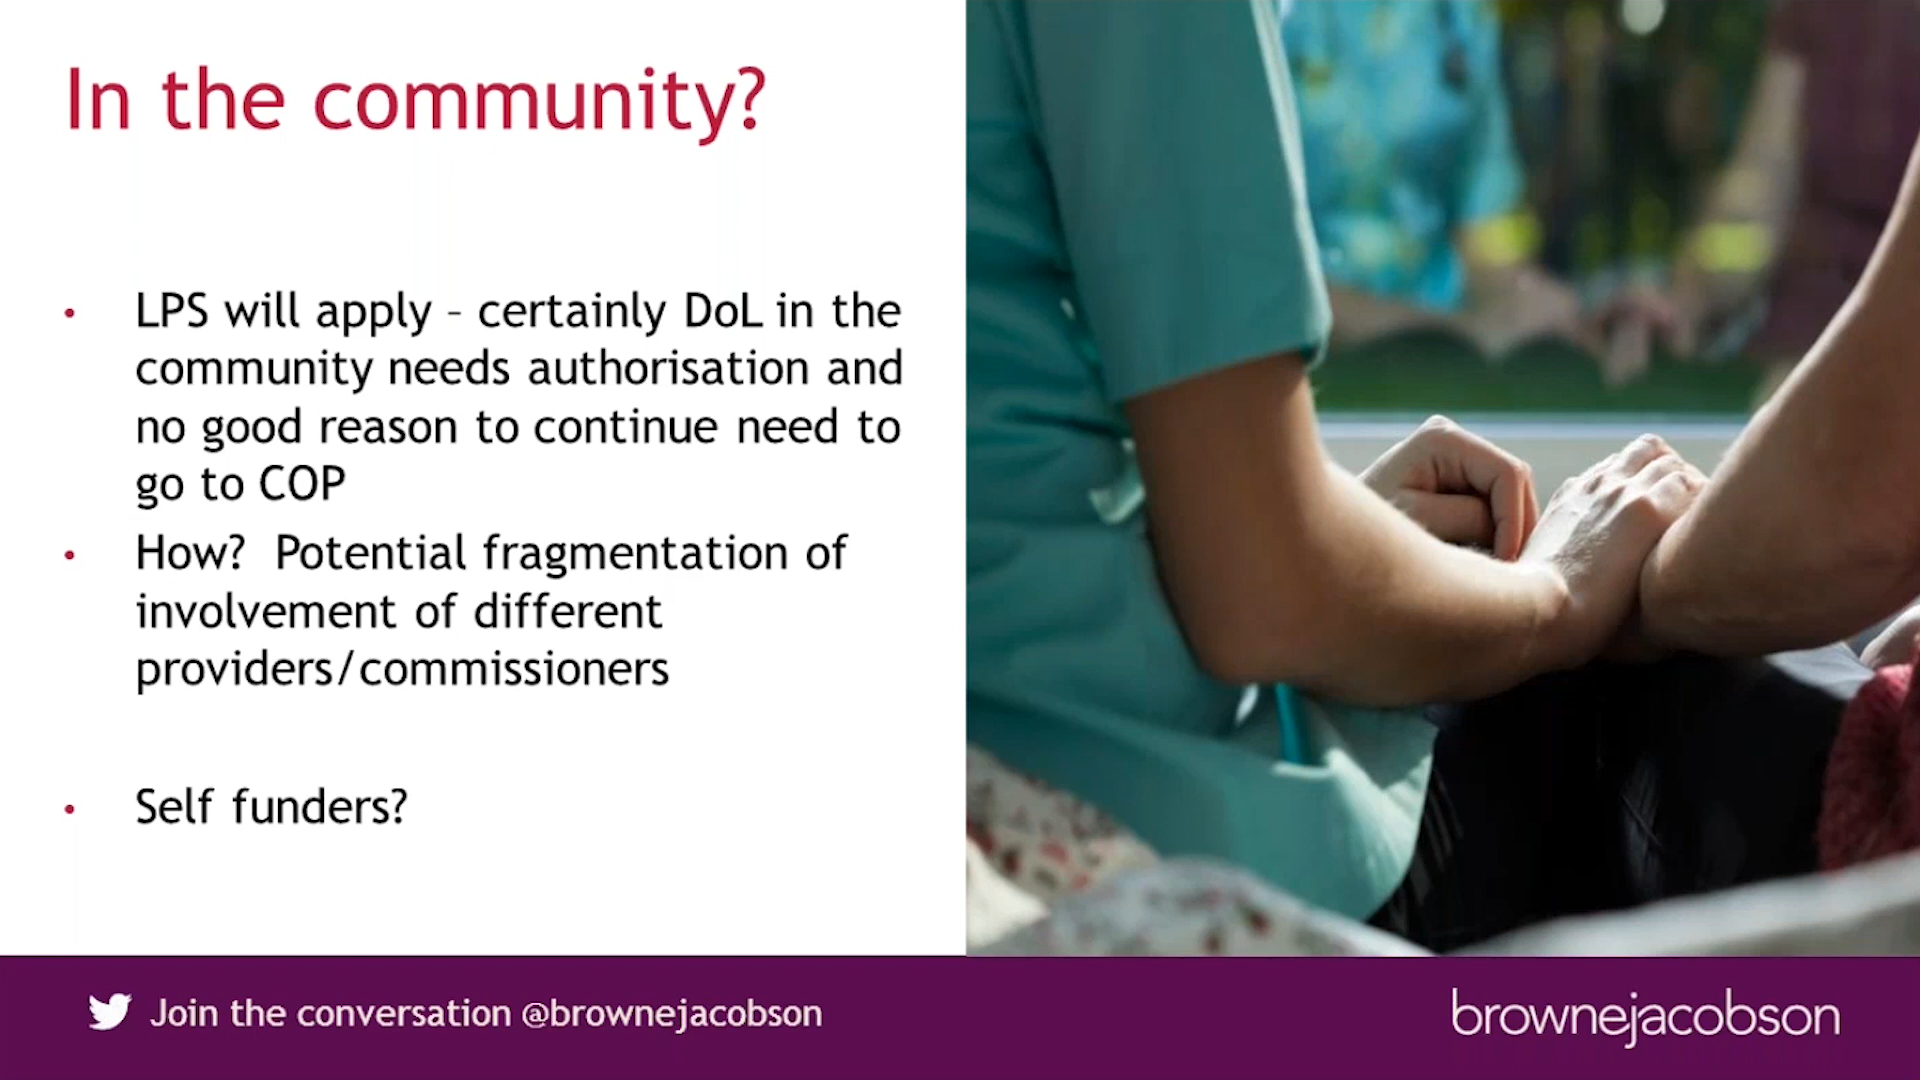 In the community?
• LPS will apply – certainly DoL in the
community needs authorisation and
no good reason to continue need to
go to COP
• How?  Potential fragmentation of
involvement of different
providers/commissioners
• Self funders?
Join the conversation @brownejacobson
brownejacobson